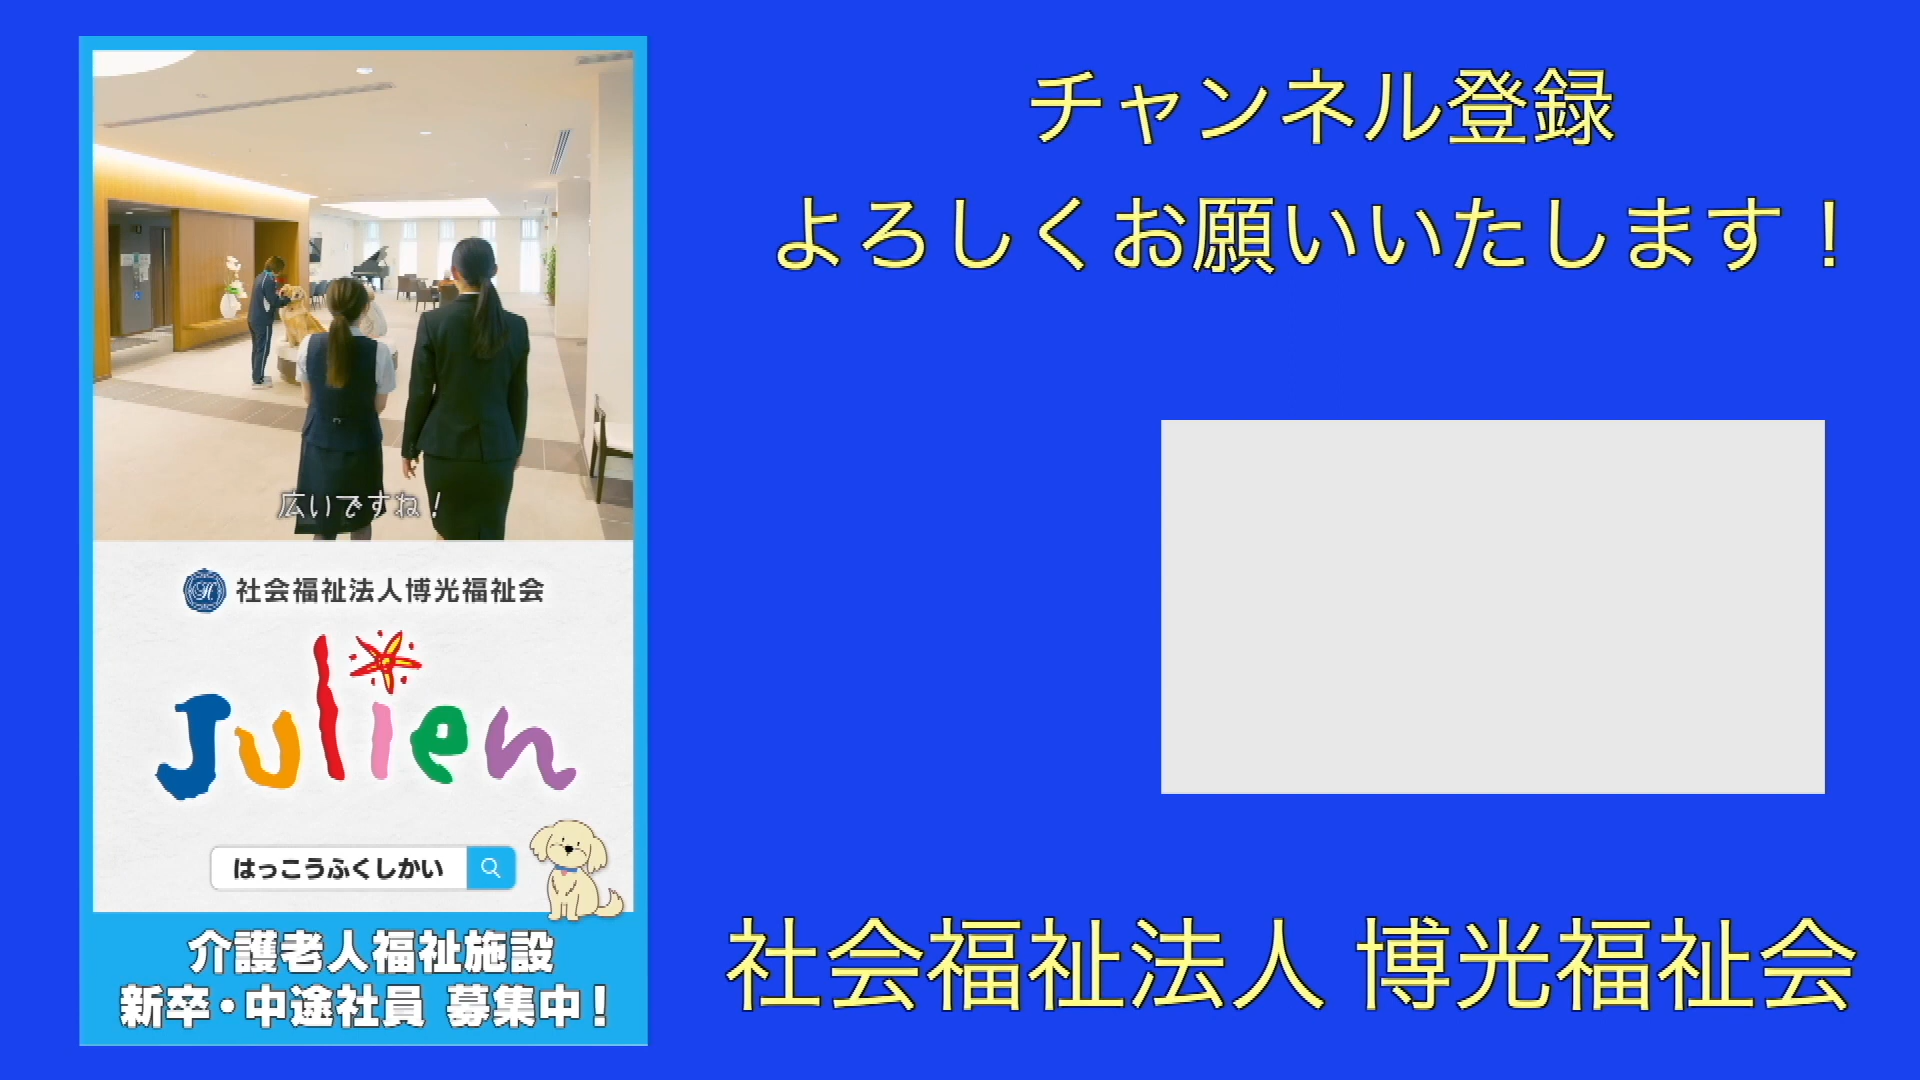 広いですね！
社会福祉法人博光福祉会
Julien
はっこうふくしかい
介護老人福祉施設
新卒・中途社員 募集中！
チャンネル登録
よろしくお願いいたします！
社会福祉法人 博光福祉会